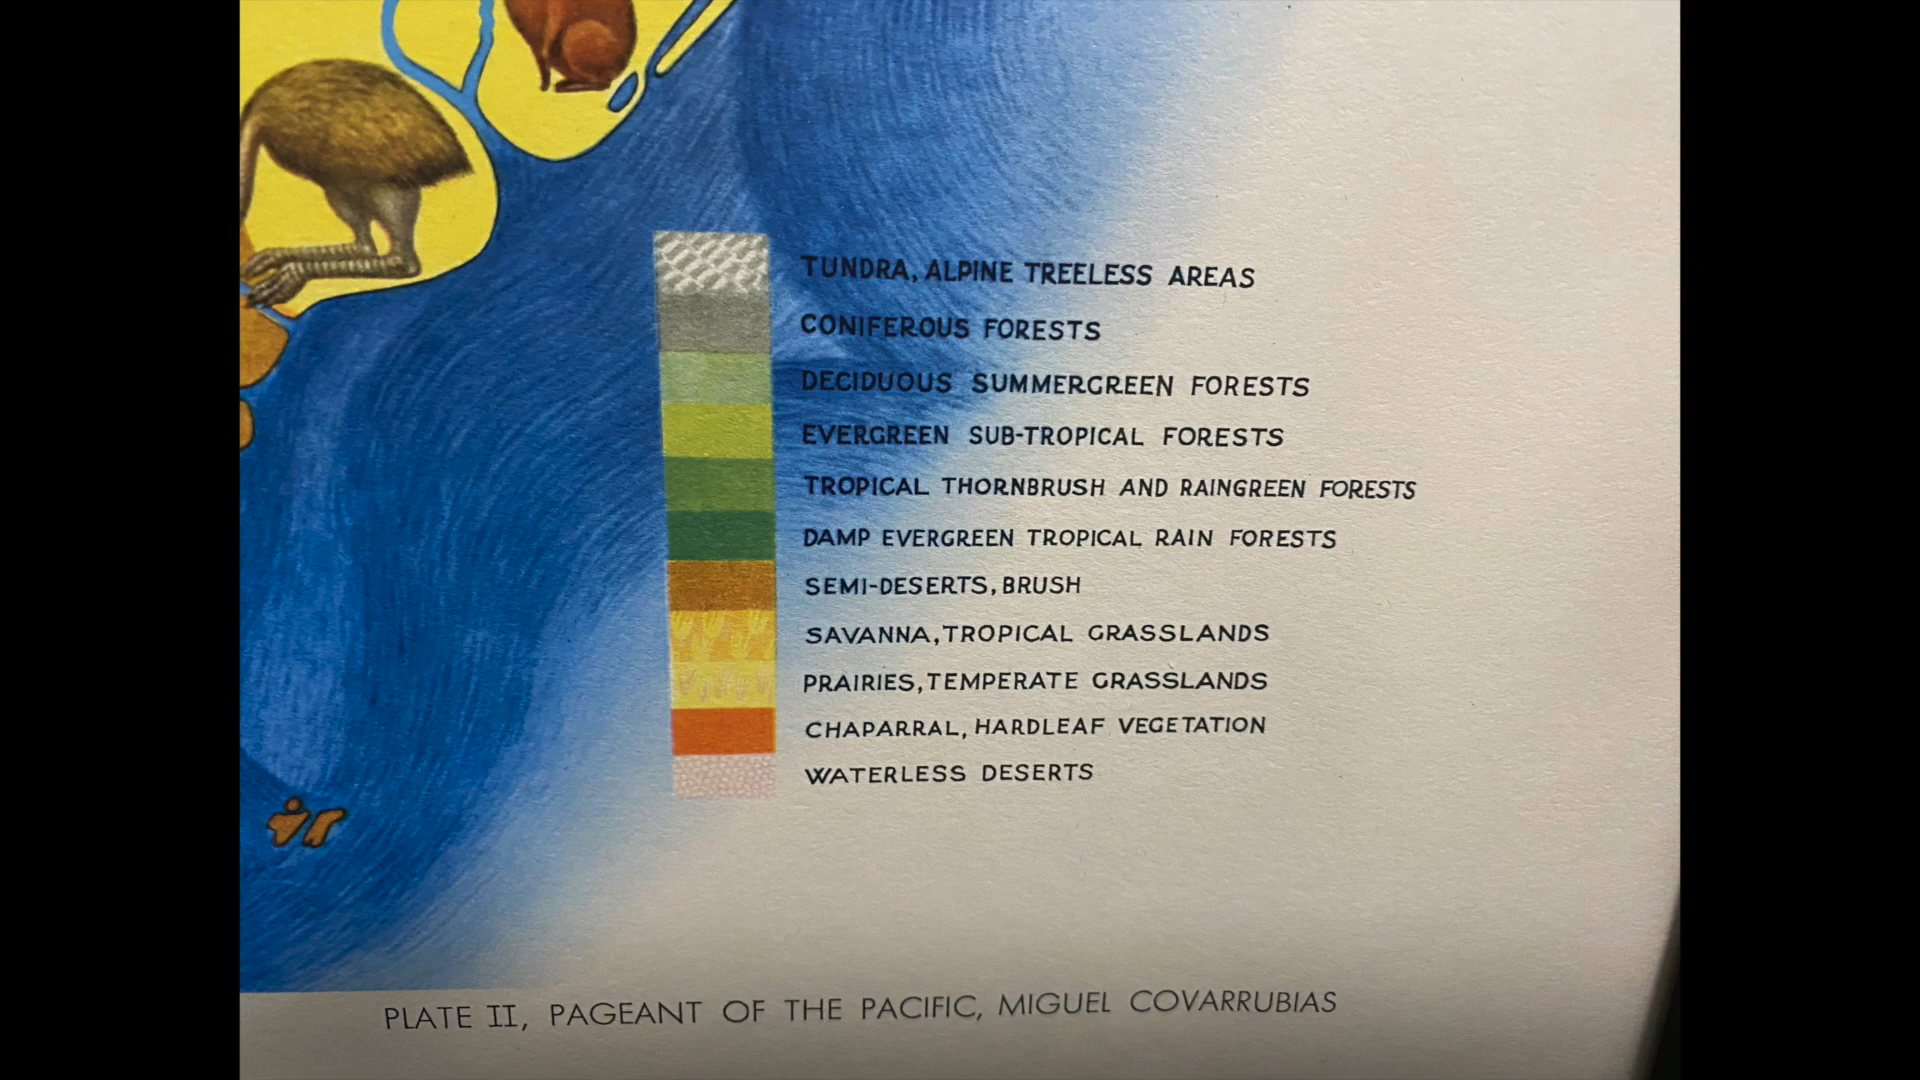 TUNDRA, ALPINE TREELESS AREAS
CONIFEROUS FORESTS
DECIDUOUS SUMMERGREEN FORESTS
EVERGREEN SUB-TROPICAL FORESTS
TROPICAL THORNBRUSH AND RAINGREEN FORESTS
DAMP EVERGREEN TROPICAL RAIN FORESTS
SEMI-DESERTS, BRUSH
SAVANNA, TROPICAL GRASSLANDS
PRAIRIES, TEMPERATE GRASSLANDS
CHAPARRAL, HARDLEAF VEGETATION
WATERLESS DESERTS
PLATE II, PAGEANT OF THE PACIFIC, MIGUEL COVARRUBIAS